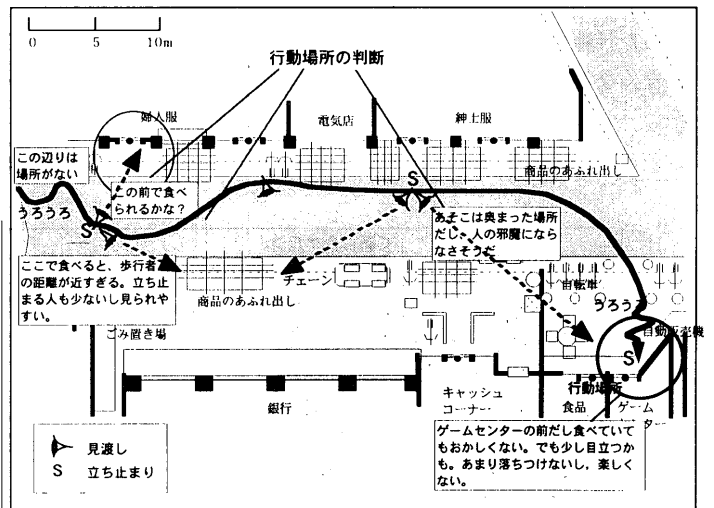 0 5 10m
行動場所の判断
婦人服
電気店
紳士服
この辺りは
場所がない
商品のあふれ出し
この前で食べ
られるかな?
S
あそこは奥まった場所
だし、人の邪魔になら
なさそうだ
うろうろ
S
ここで食べると、歩行者
の距離が近すぎる。立ち止
まる人も少ないし見られや
すい。
チェーン
商品のあふれ出し
自転車
うろうろ
ごみ置き場
自動販売機
S
行動場所
キャッシュ
コーナー
銀行
食品
ゲーム
ゲームセンターの前だし食べていて
もおかしくない。でも少し目立つか
も。あまり落ちつけないし，楽しく
ない。
見渡し
S 立ち止まり